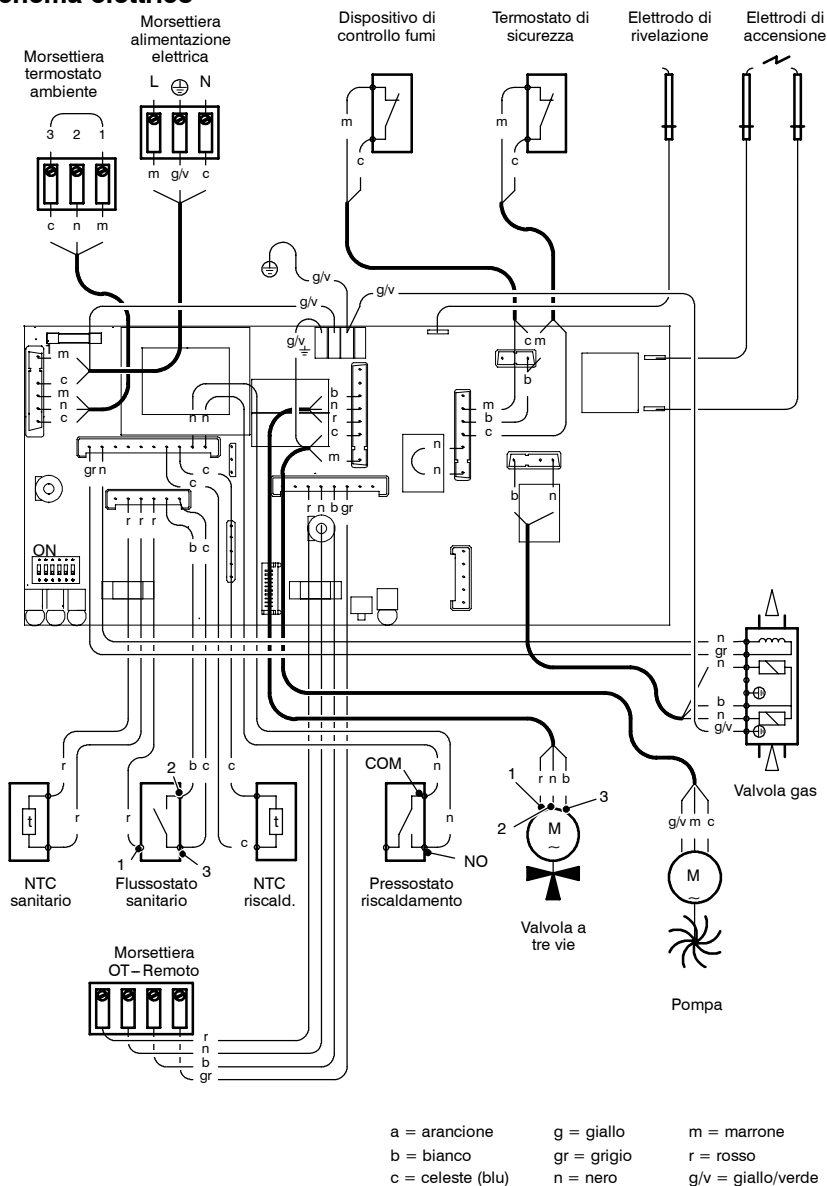 schema elettrico
Morsettiera
alimentazione
elettrica
L N
m g/v c
Morsettiera
termostato
ambiente
3 2 1
c n m
Dispositivo di
controllo fumi
m
c
Termostato di
sicurezza
m
c
Elettrodo di
rivelazione
Elettrodi di
accensione
g/v
g/v
g/v
g/v
m
c
m
n
c
n n
b
n
r
c
m
c m
b
m
b
c
n
n
gr n
c
c
r r r
b c
r n b gr
b n
ON
n
gr
n
b
n
g/v
Valvola gas
r
r
t
NTC
sanitario
r
b c
2
1
3
Flussostato
sanitario
c
c
t
NTC
riscald.
COM
n
n
NO
Pressostato
riscaldamento
r n b
1
2
3
M
~
Valvola a
tre vie
g/v m c
M
~
Pompa
Morsettiera
OT-Remoto
r
n
b
gr
a = arancione g = giallo m = marrone
b = bianco gr = grigio r = rosso
c = celeste (blu) n = nero g/v = giallo/verde